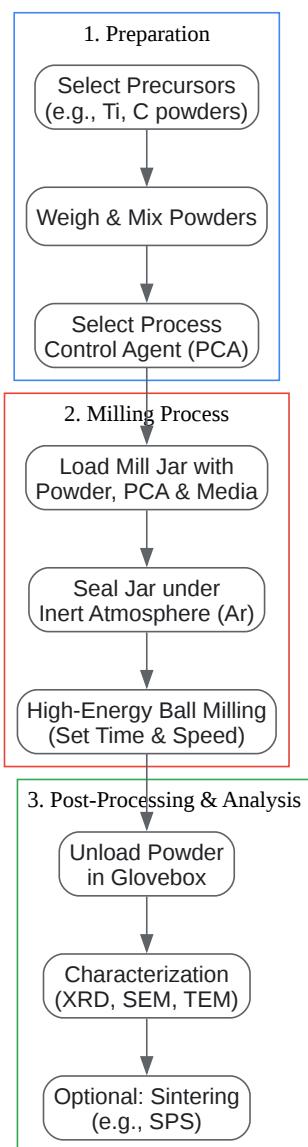 1. Preparation
Select Precursors
(e.g., Ti, C powders)
Weigh & Mix Powders
Select Process
Control Agent (PCA)
2. Milling Process
Load Mill Jar with
Powder, PCA & Media
Seal Jar under
Inert Atmosphere (Ar)
High-Energy Ball Milling
(Set Time & Speed)
3. Post-Processing & Analysis
Unload Powder
in Glovebox
Characterization
(XRD, SEM, TEM)
Optional: Sintering
(e.g., SPS)